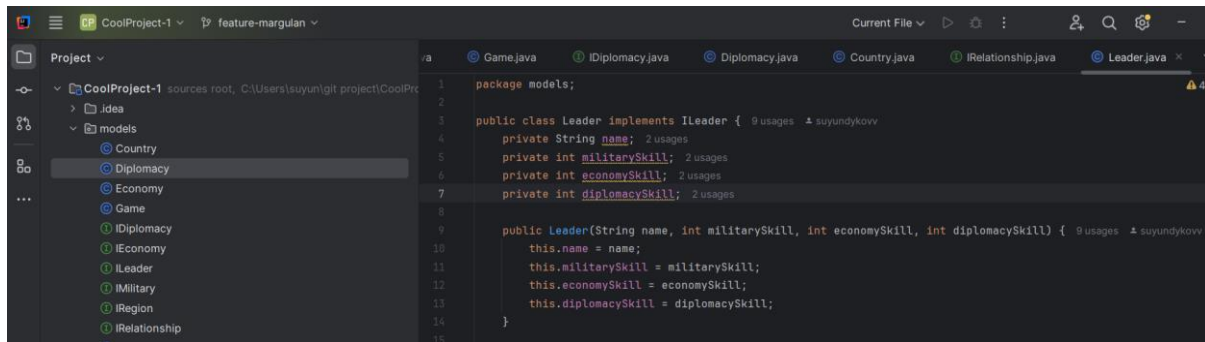 CP CoolProject-1 feature-margulan Current File
Project
CoolProject-1 sources root, C:\Users\suyun\git project\CoolPro
.idea
models
Country
Diplomacy
Economy
Game
IDiplomacy
IEconomy
ILeader
IMilitary
IRegion
IRelationship
va Game.java IDiplomacy.java Diplomacy.java Country.java IRelationship.java Leader.java
1 package models; 4
2
3 public class Leader implements ILeader { 9 usages suyundykovv
4 private String name; 2 usages
5 private int militarySkill; 2 usages
6 private int economySkill; 2 usages
7 private int diplomacySkill; 2 usages
8
9 public Leader(String name, int militarySkill, int economySkill, int diplomacySkill) { 9 usages suyundykovv
10 this.name = name;
11 this.militarySkill = militarySkill;
12 this.economySkill = economySkill;
13 this.diplomacySkill = diplomacySkill;
14 }
15